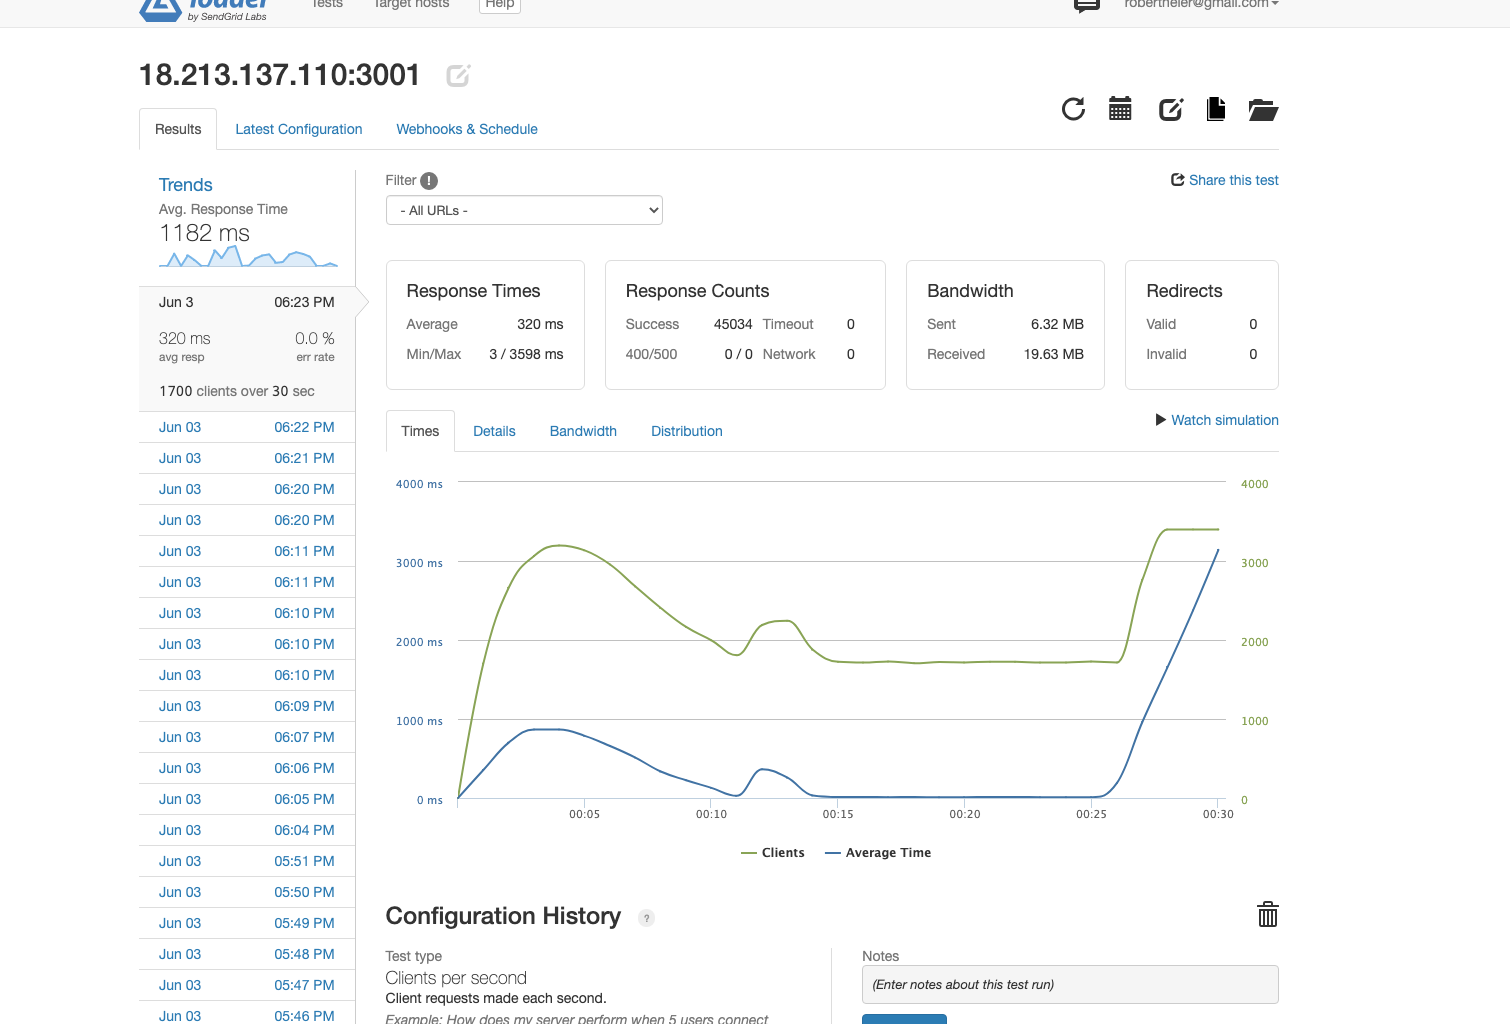 loader
by SendGrid Labs
Tests
Target hosts
Help
robertheier@gmail.com
18.213.137.110:3001
Results
Latest Configuration
Webhooks & Schedule
Trends
Avg. Response Time
1182 ms
Filter !
- All URLs -
Share this test
Jun 3 06:23 PM
320 ms 0.0 %
avg resp err rate
1700 clients over 30 sec
Jun 03 06:22 PM
Jun 03 06:21 PM
Jun 03 06:20 PM
Jun 03 06:20 PM
Jun 03 06:11 PM
Jun 03 06:11 PM
Jun 03 06:10 PM
Jun 03 06:10 PM
Jun 03 06:10 PM
Jun 03 06:09 PM
Jun 03 06:07 PM
Jun 03 06:06 PM
Jun 03 06:05 PM
Jun 03 06:04 PM
Jun 03 05:51 PM
Jun 03 05:50 PM
Jun 03 05:49 PM
Jun 03 05:48 PM
Jun 03 05:47 PM
Jun 03 05:46 PM
Response Times
Average 320 ms
Min/Max 3 / 3598 ms
Response Counts
Success 45034 Timeout 0
400/500 0 / 0 Network 0
Bandwidth
Sent 6.32 MB
Received 19.63 MB
Redirects
Valid 0
Invalid 0
Times
Details
Bandwidth
Distribution
Watch simulation
4000 ms 4000
3000 ms 3000
2000 ms 2000
1000 ms 1000
0 ms 0
00:05 00:10 00:15 00:20 00:25 00:30
Clients Average Time
Configuration History ?
Test type
Clients per second
Client requests made each second.
Example: How does my server perform when 5 users connect
Notes
(Enter notes about this test run)